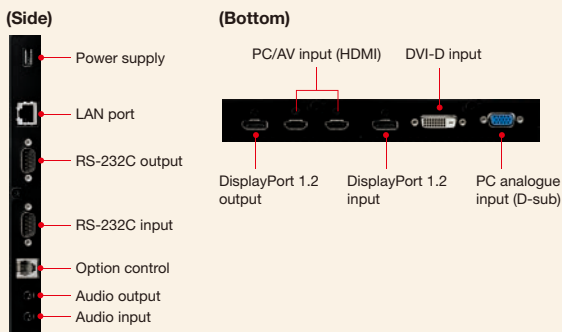 (Side)
Power supply
LAN port
RS-232C output
RS-232C input
Option control
Audio output
Audio input
(Bottom)
PC/AV input (HDMI)
DVI-D input
DisplayPort 1.2
output
DisplayPort 1.2
input
PC analogue
input (D-sub)